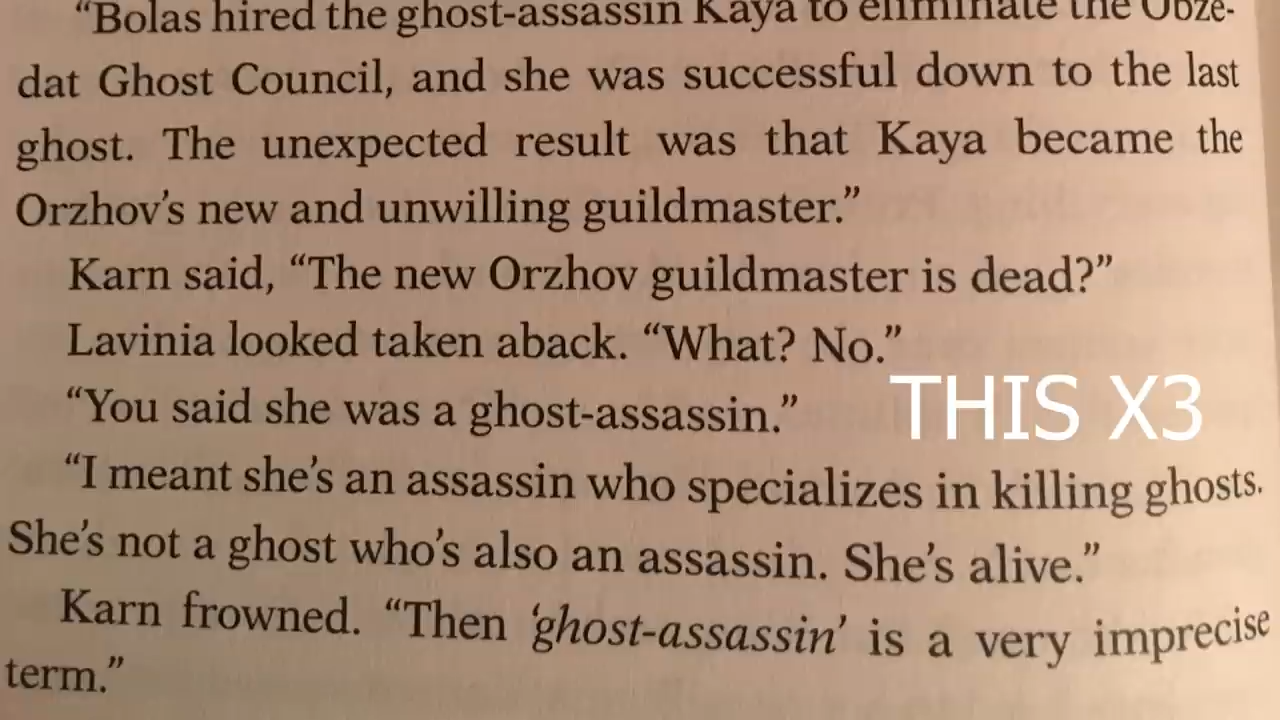 “Bolas hired the ghost-assassin Kaya to eliminate the Obze-
dat Ghost Council, and she was successful down to the last
ghost. The unexpected result was that Kaya became the
Orzhov’s new and unwilling guildmaster.”
Karn said, “The new Orzhov guildmaster is dead?”
Lavinia looked taken aback. “What? No.”
“You said she was a ghost-assassin.”
THIS X3
“I meant she’s an assassin who specializes in killing ghosts.
She’s not a ghost who’s also an assassin. She’s alive.”
Karn frowned. “Then ‘ghost-assassin’ is a very imprecise
term.”